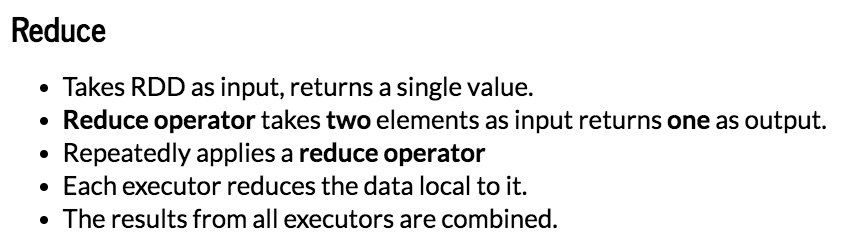 Reduce
• Takes RDD as input, returns a single value.
• Reduce operator takes two elements as input returns one as output.
• Repeatedly applies a reduce operator
• Each executor reduces the data local to it.
• The results from all executors are combined.